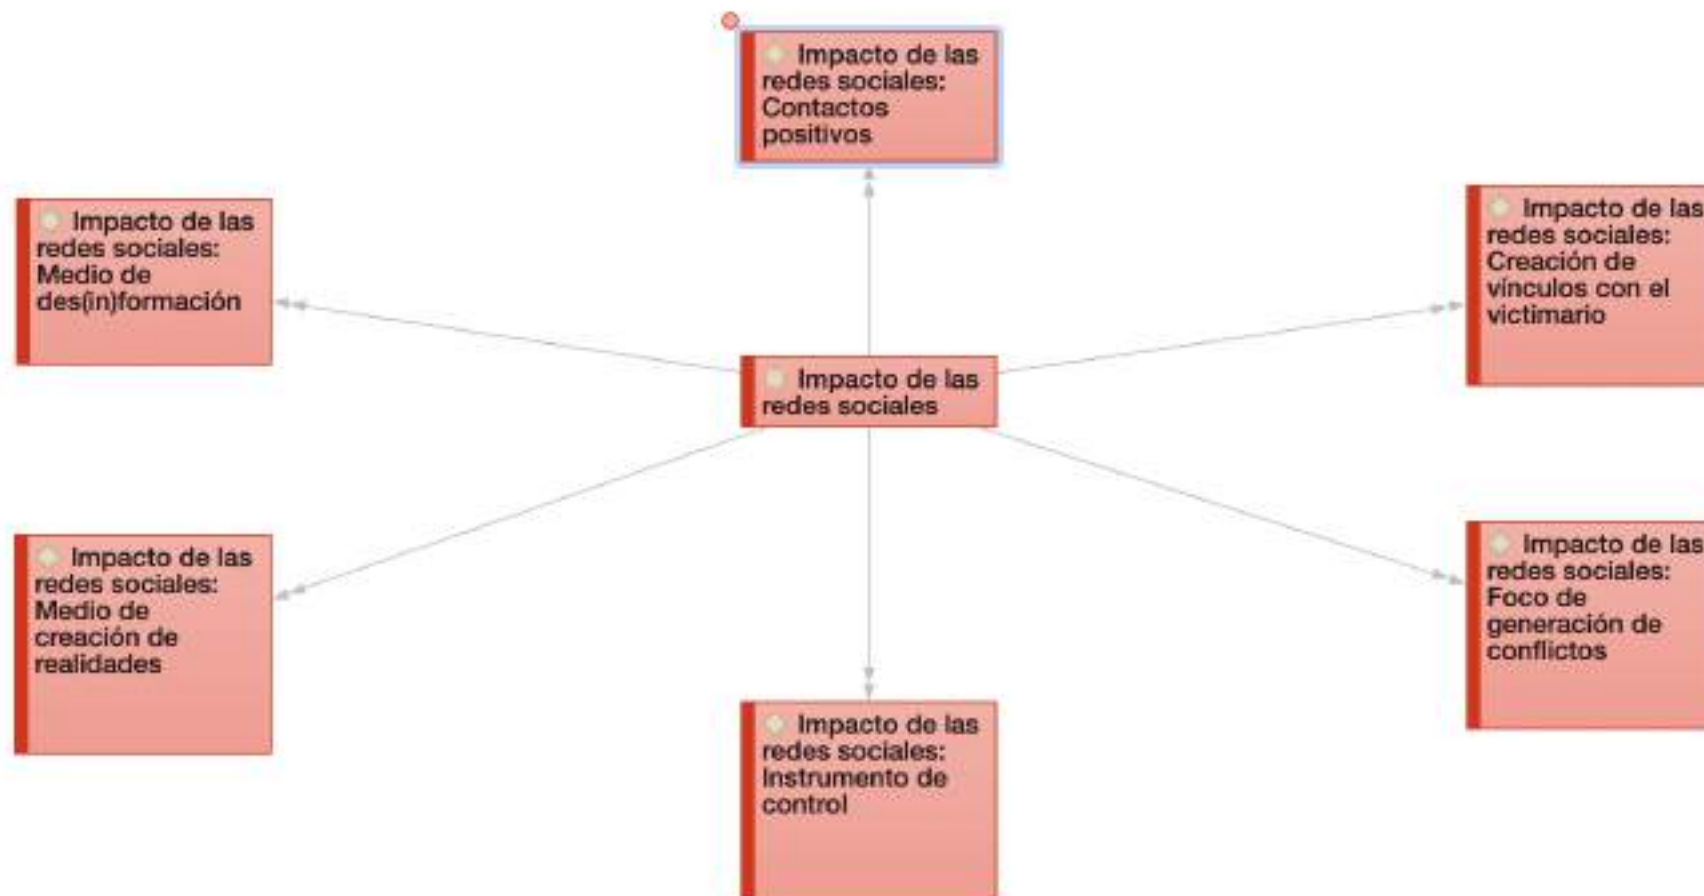 Impacto de las
redes sociales:
Contactos
positivos
Impacto de las
redes sociales:
Medio de
des(in)formación
Impacto de las
redes sociales:
Creación de
vínculos con el
victimario
Impacto de las
redes sociales
Impacto de las
redes sociales:
Medio de
creación de
realidades
Impacto de las
redes sociales:
Foco de
generación de
conflictos
Impacto de las
redes sociales:
Instrumento de
control